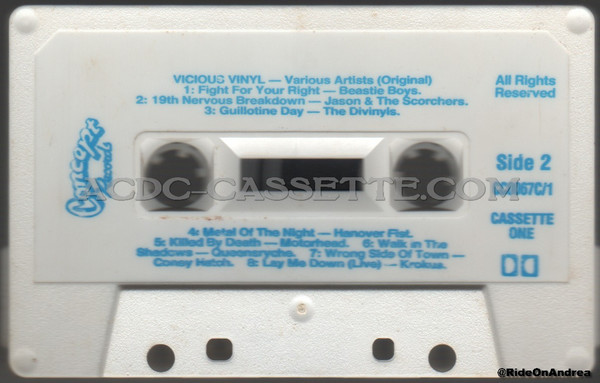 VICIOUS VINYL — Various Artists (Original)
1: Fight For Your Right — Beastie Boys.
2: 19th Nervous Breakdown — Jason & The Scorchers.
3: Guillotine Day — The Divinyls.
All Rights
Reserved
Concept
Records
Side 2
ACDC-CASSETTE.COM
CC0067C/1
CASSETTE
ONE
4: Metal Of The Night — Hanover Fist.
5: Killed By Death — Motorhead. 6: Walk in The
Shadows — Queensryche. 7: Wrong Side Of Town —
Coney Hatch. 8: Lay Me Down (Live) — Krokus.
@RideOnAndrea